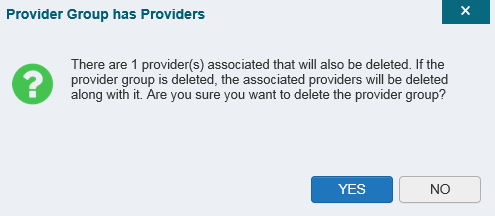 Provider Group has Providers
x
There are 1 provider(s) associated that will also be deleted. If the
provider group is deleted, the associated providers will be deleted
along with it. Are you sure you want to delete the provider group?
?
YES
NO